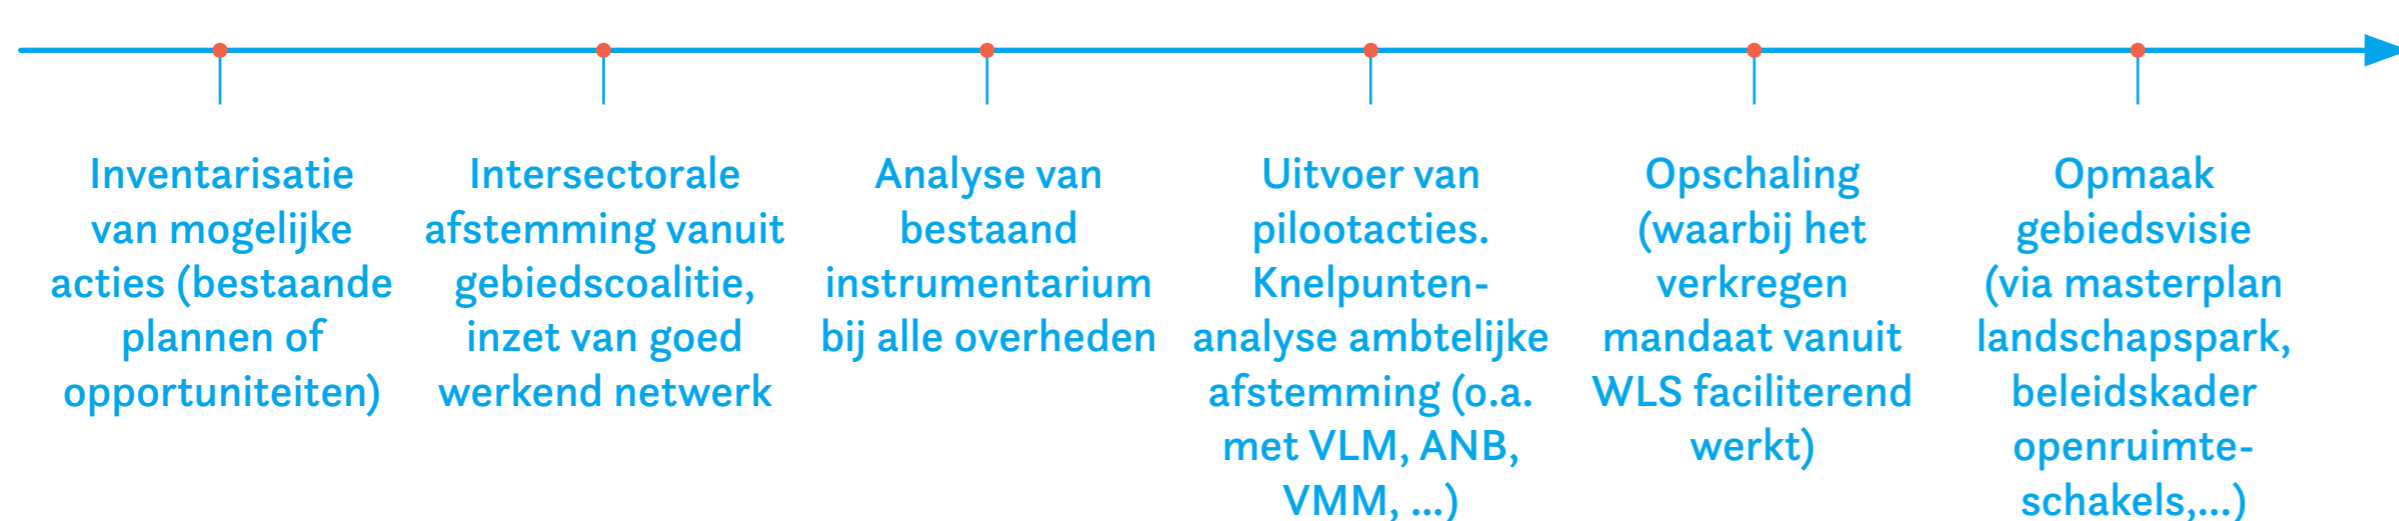 Inventarisatie
van mogelijke
acties (bestaande
plannen of
opportuniteiten)
Intersectorale
afstemming vanuit
gebiedscoalitie,
inzet van goed
werkend netwerk
Analyse van
bestaand
instrumentarium
bij alle overheden
Uitvoer van
pilootacties.
Knelpunten-
analyse ambtelijke
afstemming (o.a.
met VLM, ANB,
VMM, ...)
Opschaling
(waarbij het
verkregen
mandaat vanuit
WLS faciliterend
werkt)
Opmaak
gebiedsvisie
(via masterplan
landschapspark,
beleidskader
openruimte-
schakels,...)